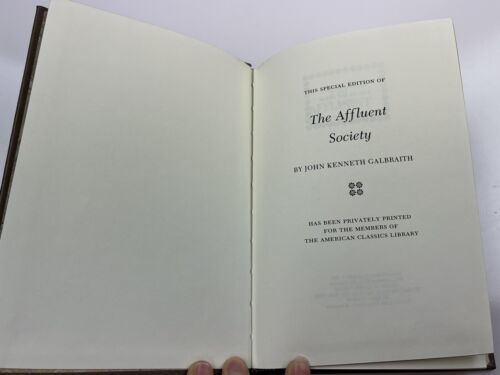 THIS SPECIAL EDITION OF
The Affluent
Society
BY JOHN KENNETH GALBRAITH
HAS BEEN PRIVATELY PRINTED
FOR THE MEMBERS OF
THE AMERICAN CLASSICS LIBRARY